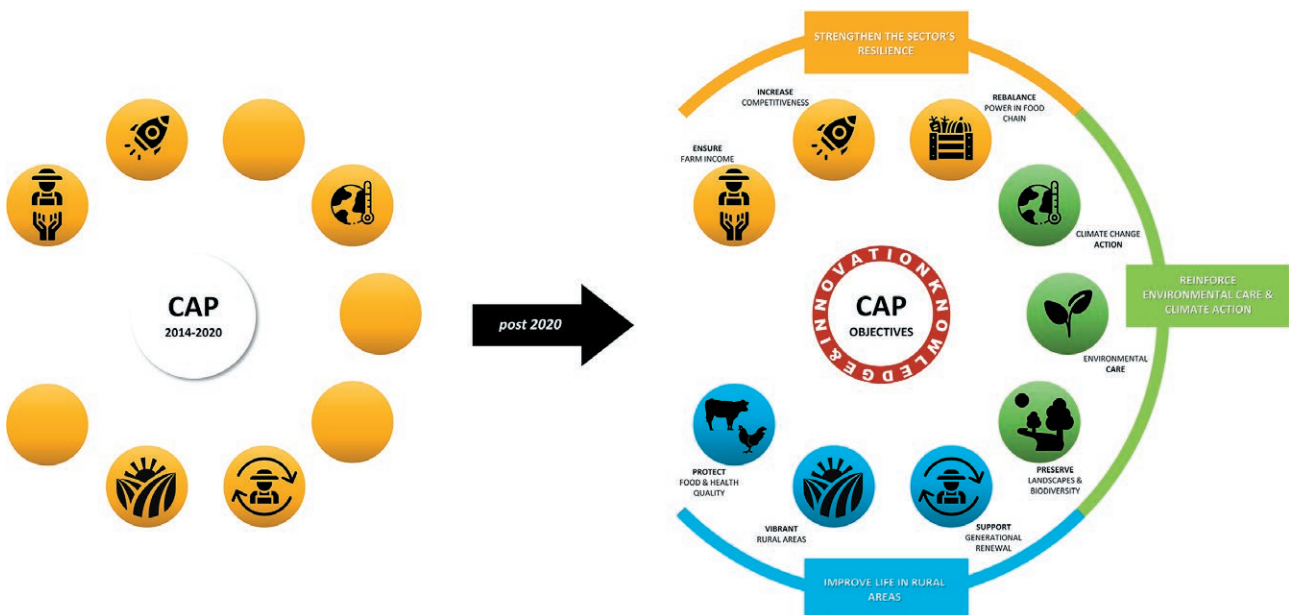 CAP
2014-2020
post 2020
STRENGTHEN THE SECTOR'S
RESILIENCE
INCREASE
COMPETITIVENESS
REBALANCE
POWER IN FOOD
CHAIN
ENSURE
FARM INCOME
CLIMATE CHANGE
ACTION
KNOWLEDGE & INNOVATION
CAP
OBJECTIVES
REINFORCE
ENVIRONMENTAL CARE &
CLIMATE ACTION
ENVIRONMENTAL
CARE
PROTECT
FOOD & HEALTH
QUALITY
PRESERVE
LANDSCAPES &
BIODIVERSITY
VIBRANT
RURAL AREAS
SUPPORT
GENERATIONAL
RENEWAL
IMPROVE LIFE IN RURAL
AREAS